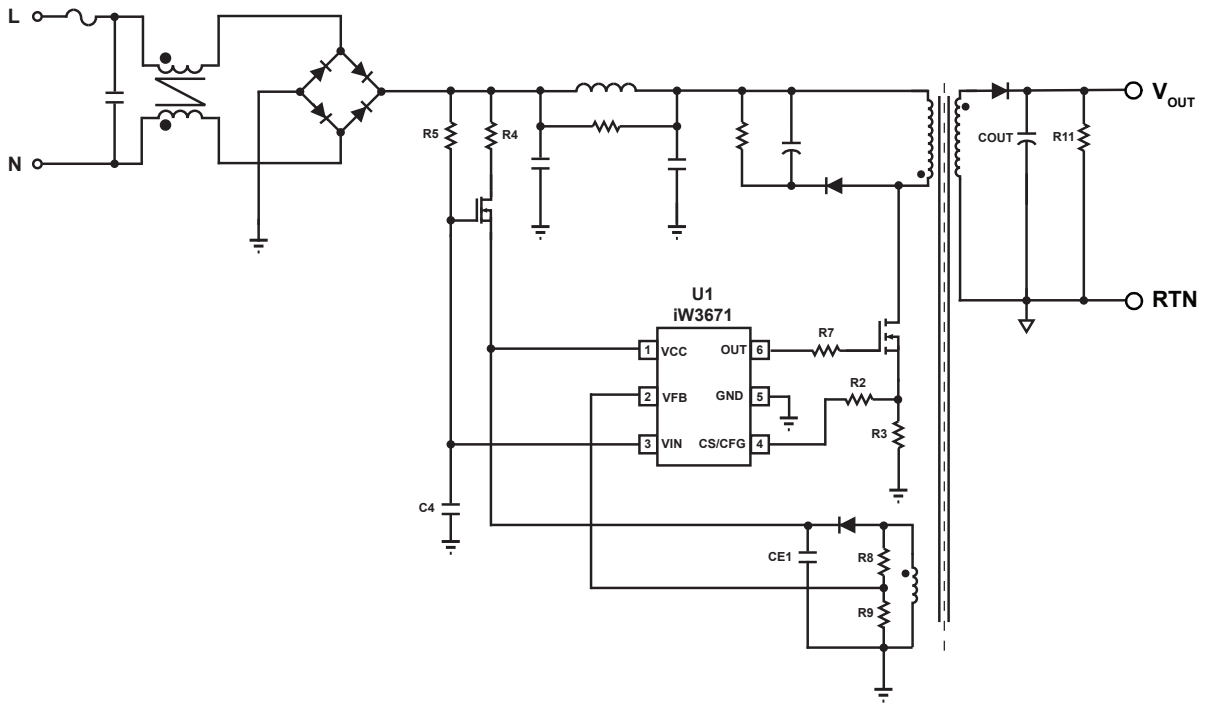 L
N
R5
R4
U1
iW3671
1 VCC
2 VFB
3 VIN
OUT 6
GND 5
CS/CFG 4
R7
R2
R3
C4
CE1
R8
R9
COUT
R11
VOUT
RTN